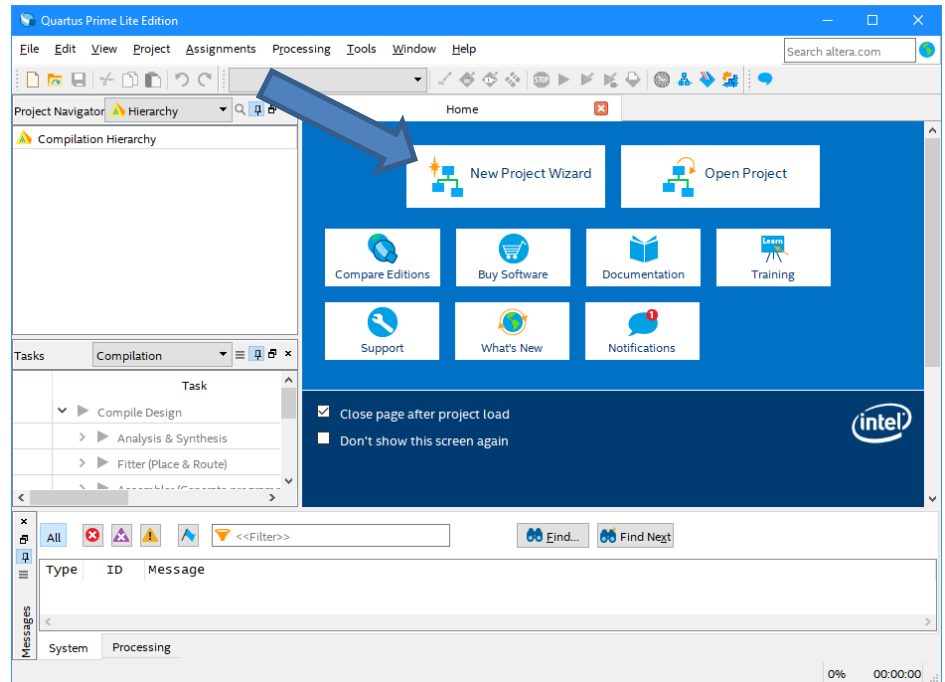 Quartus Prime Lite Edition
File Edit View Project Assignments Processing Tools Window Help
Search altera.com
STOP
Project Navigator Hierarchy
Home
Compilation Hierarchy
New Project Wizard
Open Project
Learn
Compare Editions
Buy Software
Documentation
Training
1
Support
What's New
Notifications
Tasks Compilation
Task
Compile Design
Analysis & Synthesis
Fitter (Place & Route)
Close page after project load
Don't show this screen again
intel
All
<<Filter>>
Find...
Find Next
Type ID Message
Messages
System Processing
0% 00:00:00